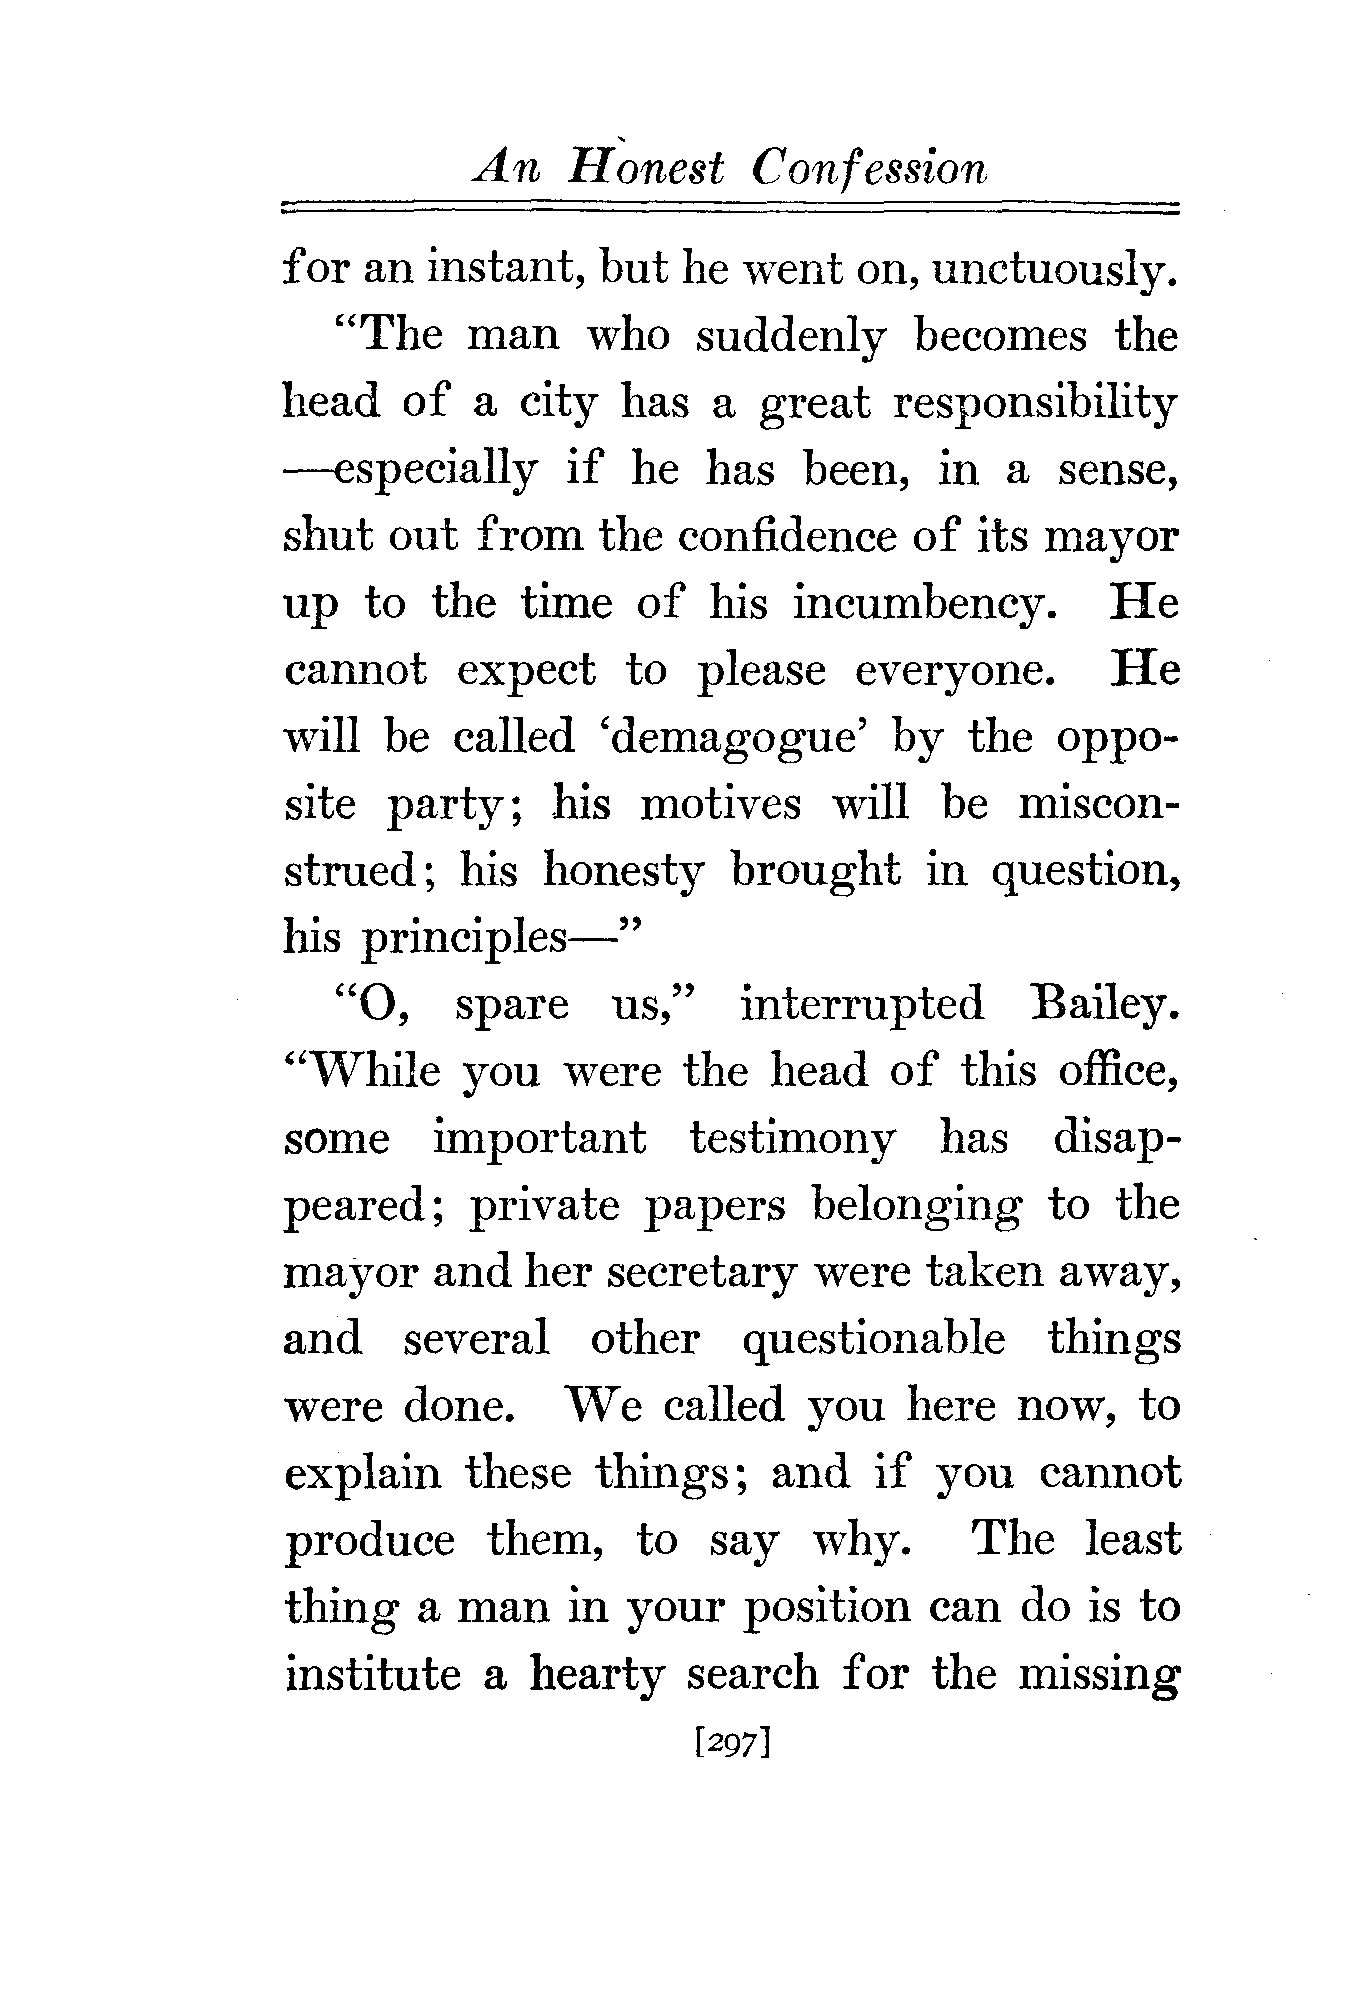 An Honest Confession
for an instant, but he went on, unctuously.
“The man who suddenly becomes the
head of a city has a great responsibility
—especially if he has been, in a sense,
shut out from the confidence of its mayor
up to the time of his incumbency. He
cannot expect to please everyone. He
will be called ‘demagogue’ by the oppo-
site party; his motives will be miscon-
strued; his honesty brought in question,
his principles—”
“O, spare us,” interrupted Bailey.
“While you were the head of this office,
some important testimony has disap-
peared; private papers belonging to the
mayor and her secretary were taken away,
and several other questionable things
were done. We called you here now, to
explain these things; and if you cannot
produce them, to say why. The least
thing a man in your position can do is to
institute a hearty search for the missing
[297]